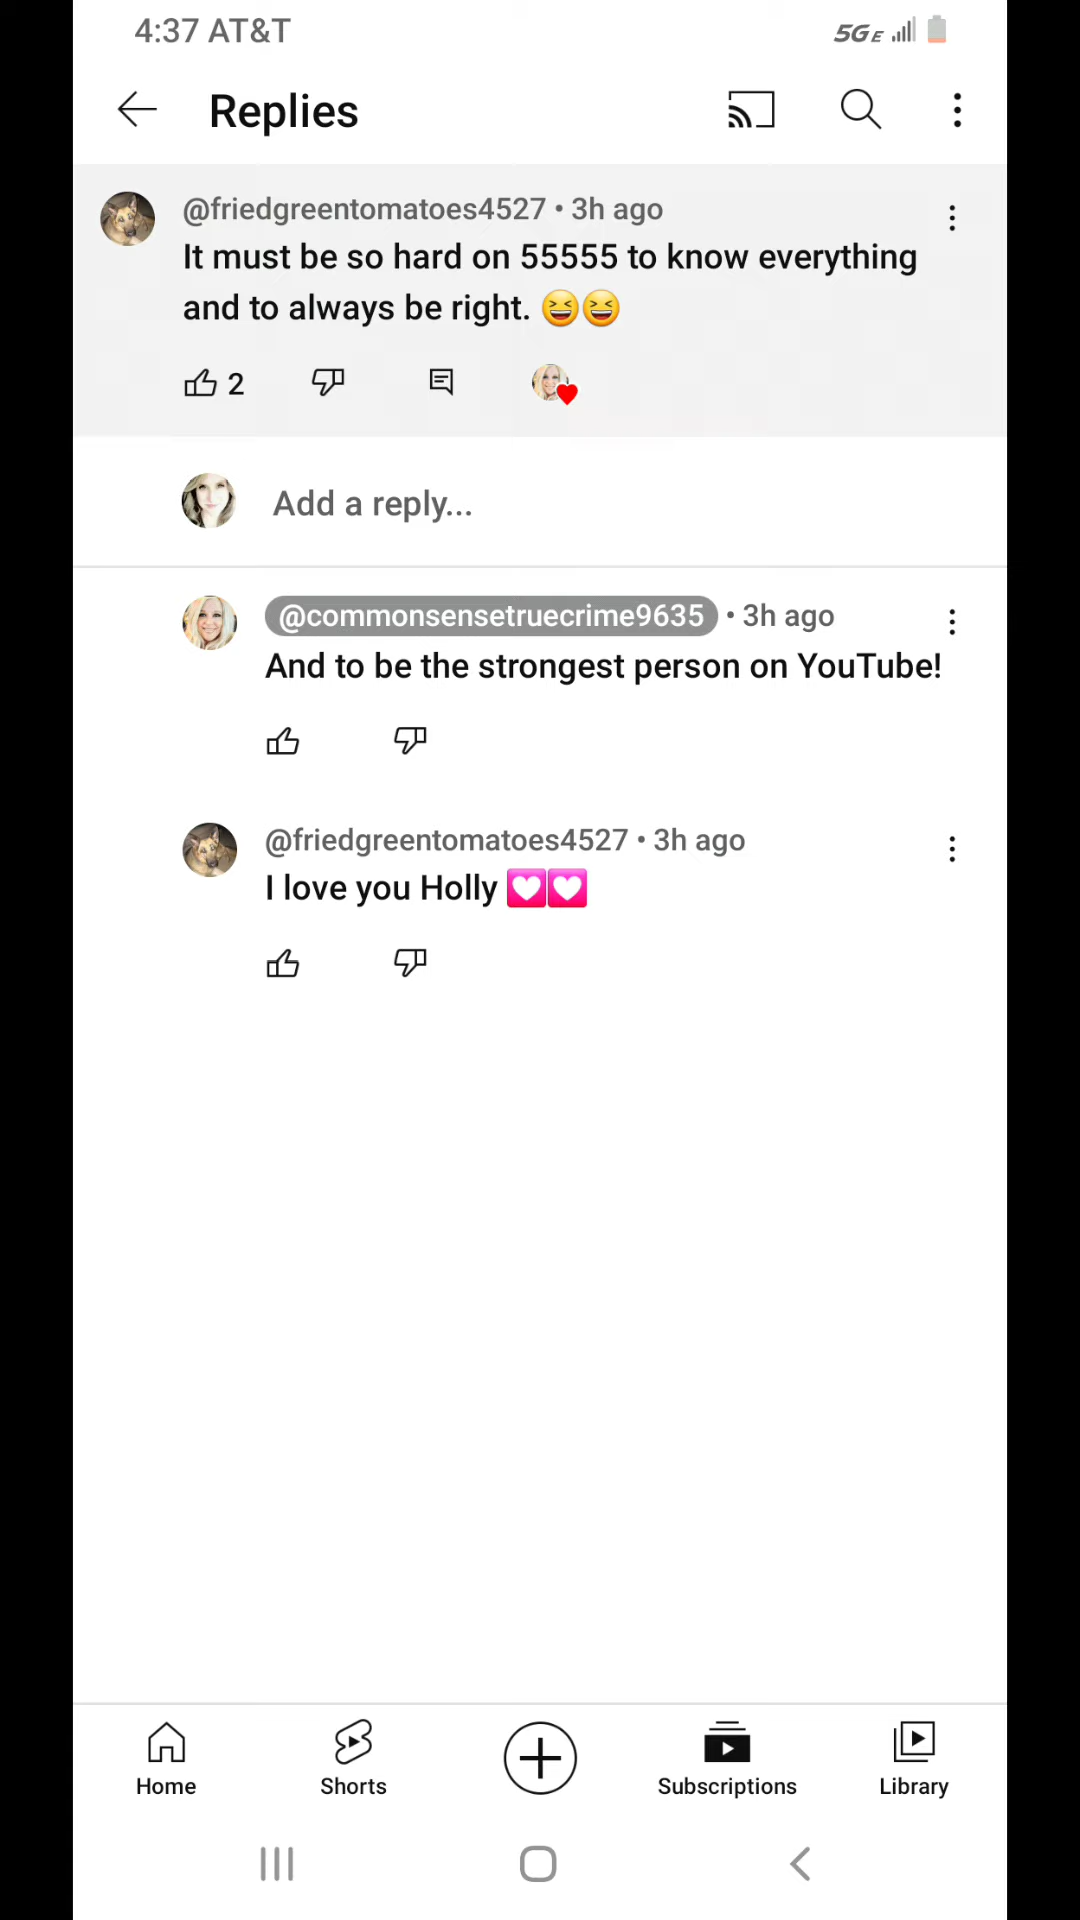 4:37 AT&T 5G E
Replies
@friedgreentomatoes4527 • 3h ago
It must be so hard on 55555 to know everything
and to always be right. 😆😆
2
Add a reply...
@commonsensetruecrime9635 • 3h ago
And to be the strongest person on YouTube!
@friedgreentomatoes4527 • 3h ago
I love you Holly 💟💟
Home Shorts Subscriptions Library